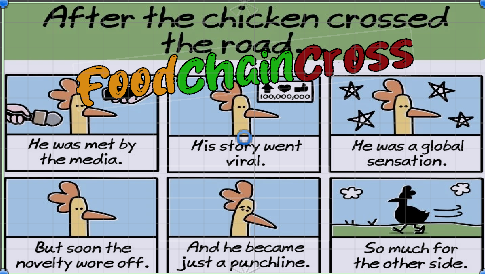 After the chicken crossed
the road.
FoodChainCross
100,000,000
He was met by
the media.
His story went
viral.
He was a global
sensation.
But soon the
novelty wore off.
And he became
just a punchline.
So much for
the other side.